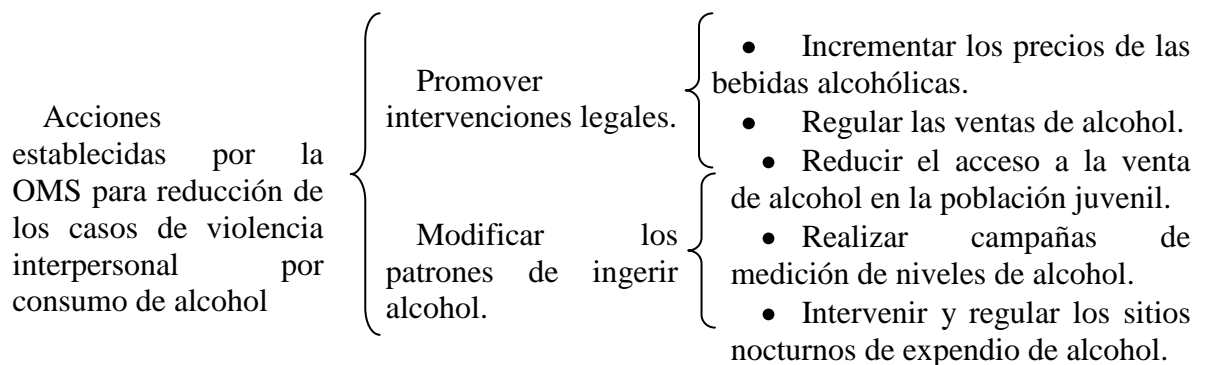 Acciones
establecidas por la
OMS para reducción de
los casos de violencia
interpersonal por
consumo de alcohol
Promover
intervenciones legales.
Modificar los
patrones de ingerir
alcohol.
• Incrementar los precios de las
bebidas alcohólicas.
• Regular las ventas de alcohol.
• Reducir el acceso a la venta
de alcohol en la población juvenil.
• Realizar campañas de
medición de niveles de alcohol.
• Intervenir y regular los sitios
nocturnos de expendio de alcohol.